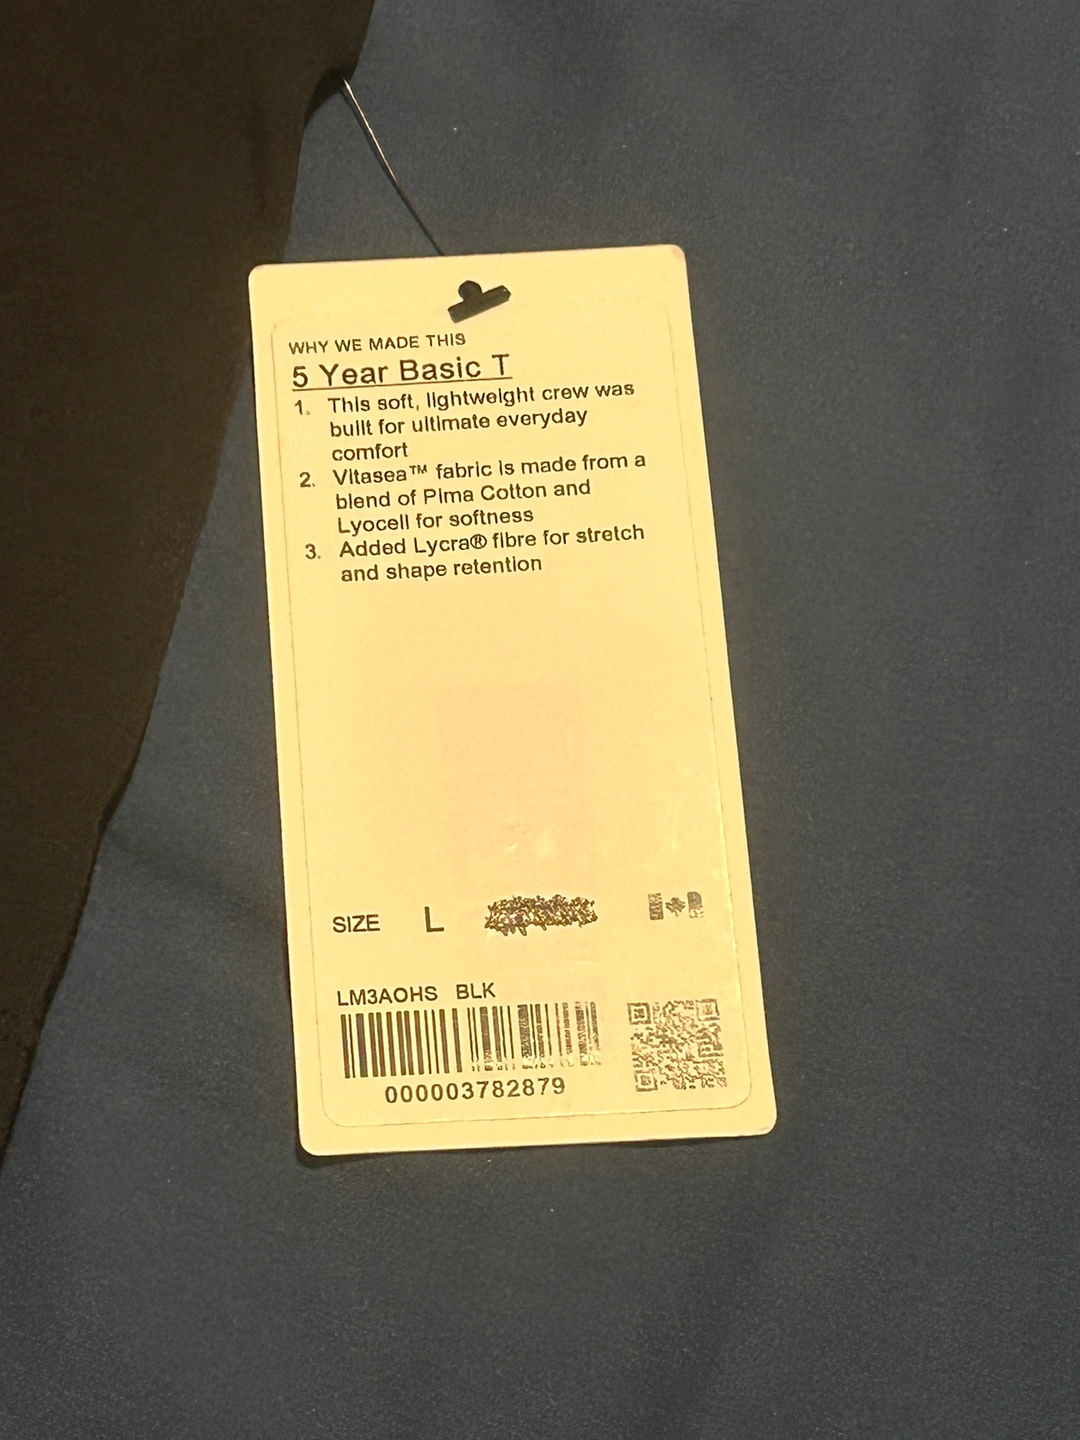 WHY WE MADE THIS
5 Year Basic T
1. This soft, lightweight crew was
built for ultimate everyday
comfort
2. Vitasea™ fabric is made from a
blend of Pima Cotton and
Lyocell for softness
3. Added Lycra® fibre for stretch
and shape retention
SIZE L
LM3AOHS BLK
000003782879